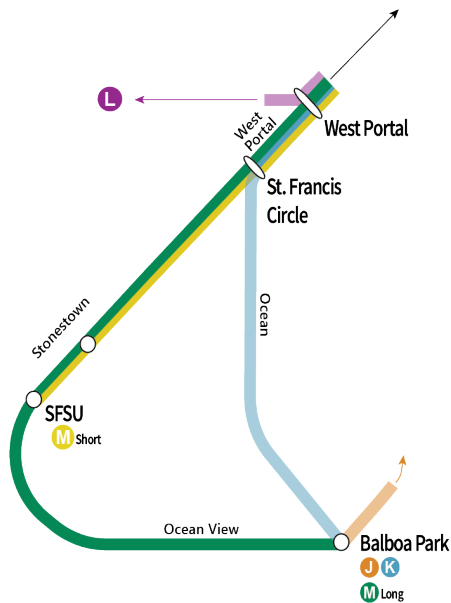 L
West
Portal
West Portal
St. Francis
Circle
Ocean
Stonestown
SFSU
M Short
Ocean View
Balboa Park
J K
M Long